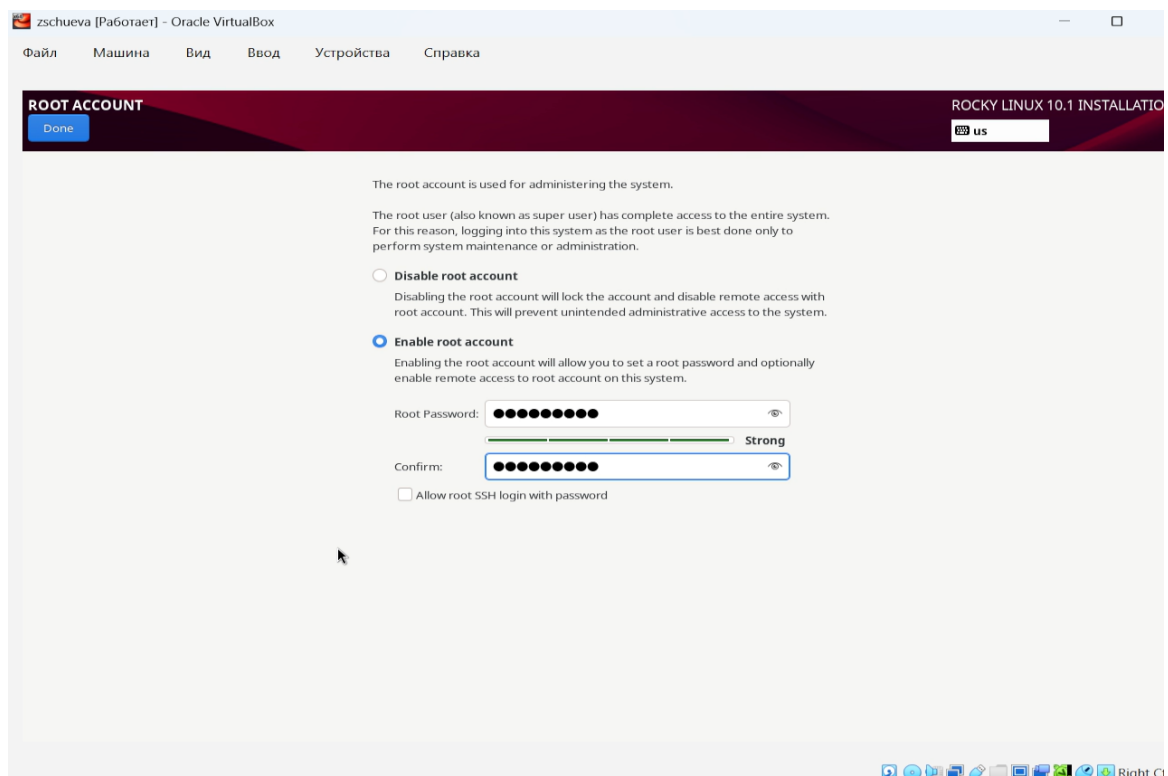 zschueva [Работает] - Oracle VirtualBox
Файл Машина Вид Ввод Устройства Справка
ROOT ACCOUNT
ROCKY LINUX 10.1 INSTALLATIO
Done
us
The root account is used for administering the system.
The root user (also known as super user) has complete access to the entire system.
For this reason, logging into this system as the root user is best done only to
perform system maintenance or administration.
Disable root account
Disabling the root account will lock the account and disable remote access with
root account. This will prevent unintended administrative access to the system.
Enable root account
Enabling the root account will allow you to set a root password and optionally
enable remote access to root account on this system.
Root Password: ●●●●●●●●●
Strong
Confirm: ●●●●●●●●●
Allow root SSH login with password
Right Ct